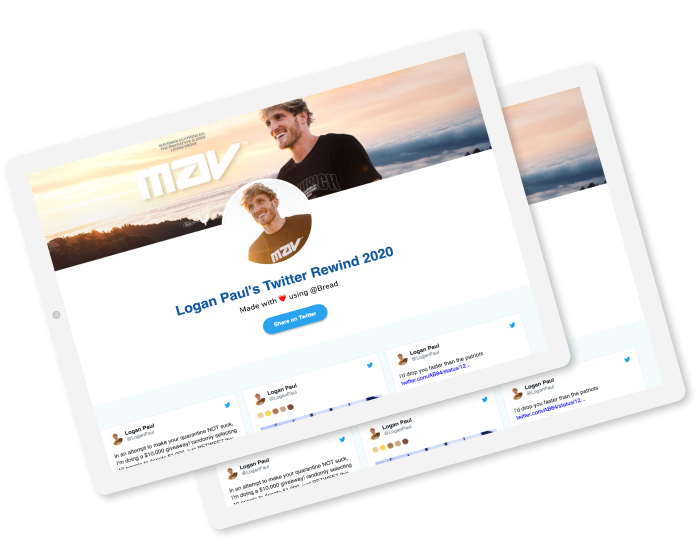 MAVERICK CLOTHING CO.
mav
mav
Logan Paul's Twitter Rewind 2020
Made with ❤️ using @Bread
Share on Twitter
Logan Paul
@LoganPaul
In an attempt to make your quarantine NOT suck,
I'm doing a $10,000 giveaway! randomly selecting
Logan Paul
@LoganPaul
Logan Paul
@LoganPaul
I'd drop you faster than the patriots
twitter.com/AB84/status/12...
Logan Paul
@LoganPaul
In an attempt to make your quarantine NOT suck,
I'm doing a $10,000 giveaway! randomly selecting
Logan Paul
@LoganPaul
Logan Paul
@LoganPaul
I'd drop you faster than the patriots
twitter.com/AB84/status/12...